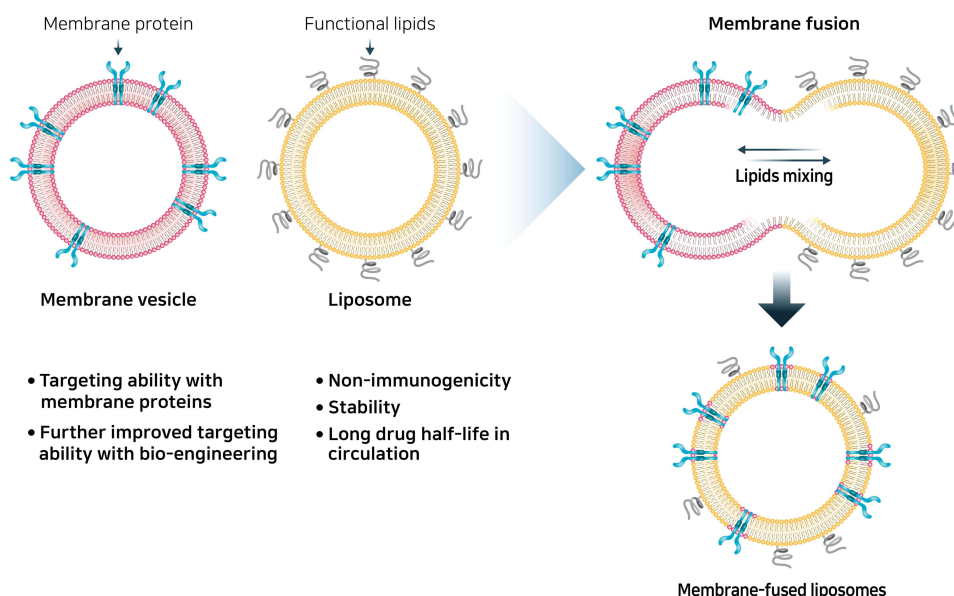 Membrane protein
Functional lipids
Membrane fusion
Lipids mixing
Membrane vesicle
Liposome
• Targeting ability with
membrane proteins
• Further improved targeting
ability with bio-engineering
• Non-immunogenicity
• Stability
• Long drug half-life in
circulation
Membrane-fused liposomes